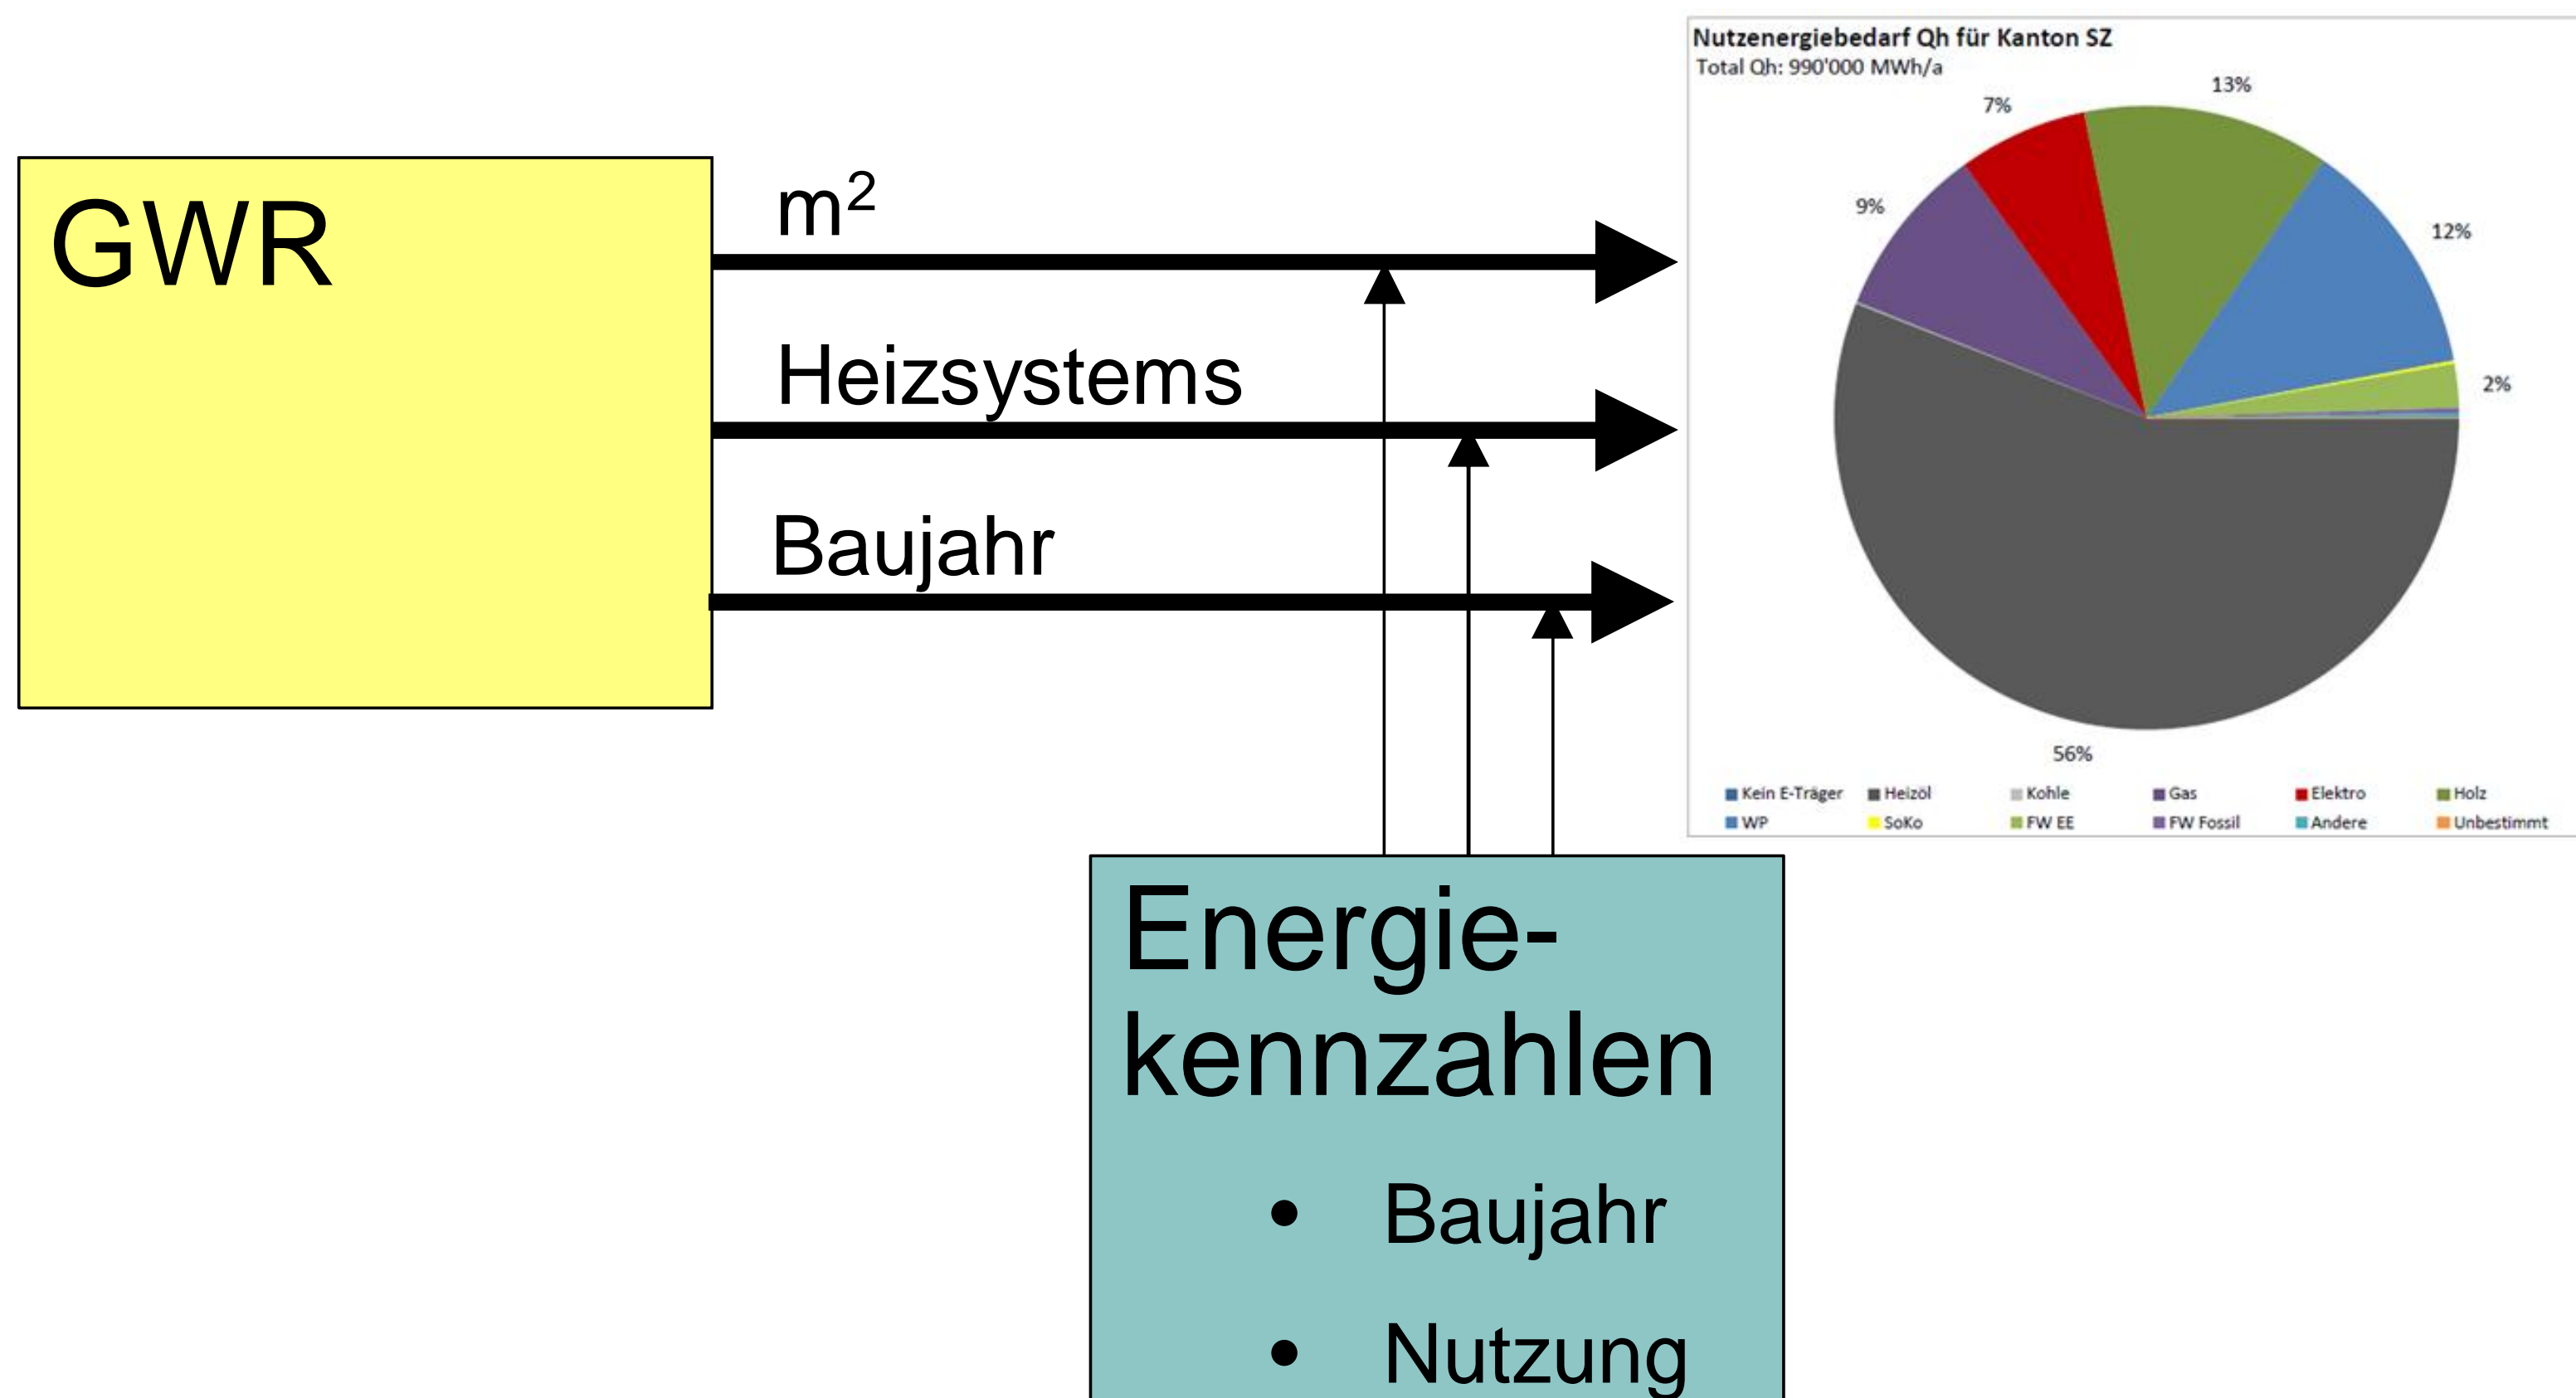 GWR
m²
Heizsystems
Baujahr
Nutzenergiebedarf Qh für Kanton SZ
Total Qh: 990'000 MWh/a
13%
7%
9%
12%
2%
56%
Kein E-Träger Heizöl Kohle Gas Elektro Holz
WP SoKo FW EE FW Fossil Andere Unbestimmt
Energie-
kennzahlen
• Baujahr
• Nutzung